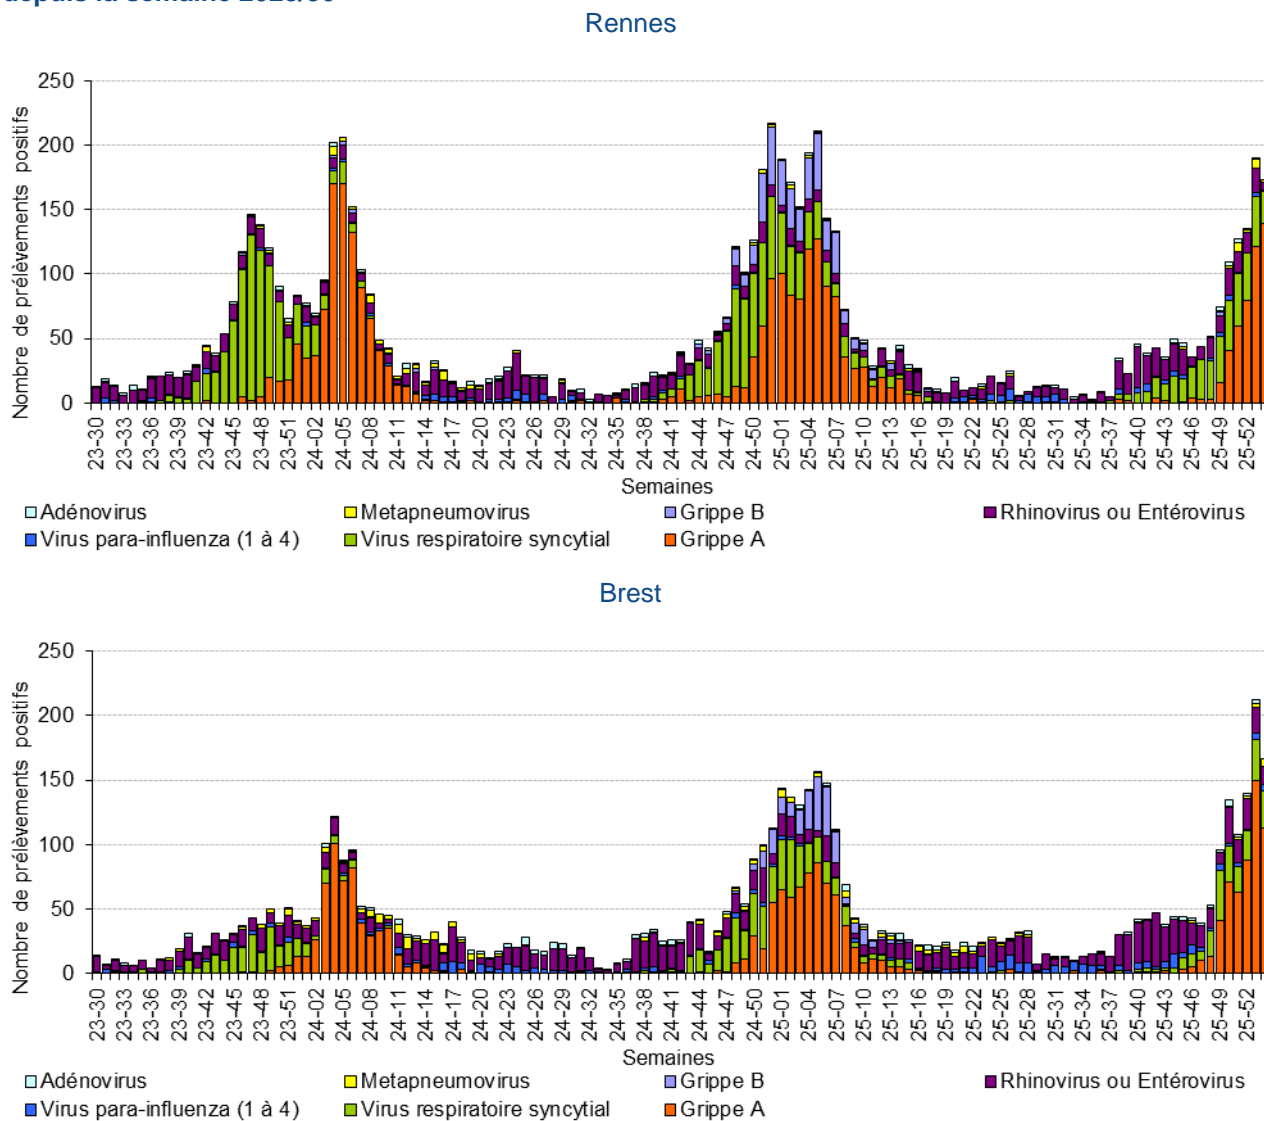 Rennes
Nombre de prélèvements positifs
250
200
150
100
50
0
23-30 23-33 23-36 23-39 23-42 23-45 23-48 23-51 24-02 24-05 24-08 24-11 24-14 24-17 24-20 24-23 24-26 24-29 24-32 24-35 24-38 24-41 24-44 24-47 24-50 25-01 25-04 25-07 25-10 25-13 25-16 25-19 25-22 25-25 25-28 25-31 25-34 25-37 25-40 25-43 25-46 25-49 25-52
Semaines
Adénovirus Metapneumovirus Grippe B Rhinovirus ou Entérovirus
Virus para-influenza (1 à 4) Virus respiratoire syncytial Grippe A
Brest
Nombre de prélèvements positifs
250
200
150
100
50
0
23-30 23-33 23-36 23-39 23-42 23-45 23-48 23-51 24-02 24-05 24-08 24-11 24-14 24-17 24-20 24-23 24-26 24-29 24-32 24-35 24-38 24-41 24-44 24-47 24-50 25-01 25-04 25-07 25-10 25-13 25-16 25-19 25-22 25-25 25-28 25-31 25-34 25-37 25-40 25-43 25-46 25-49 25-52
Semaines
Adénovirus Metapneumovirus Grippe B Rhinovirus ou Entérovirus
Virus para-influenza (1 à 4) Virus respiratoire syncytial Grippe A